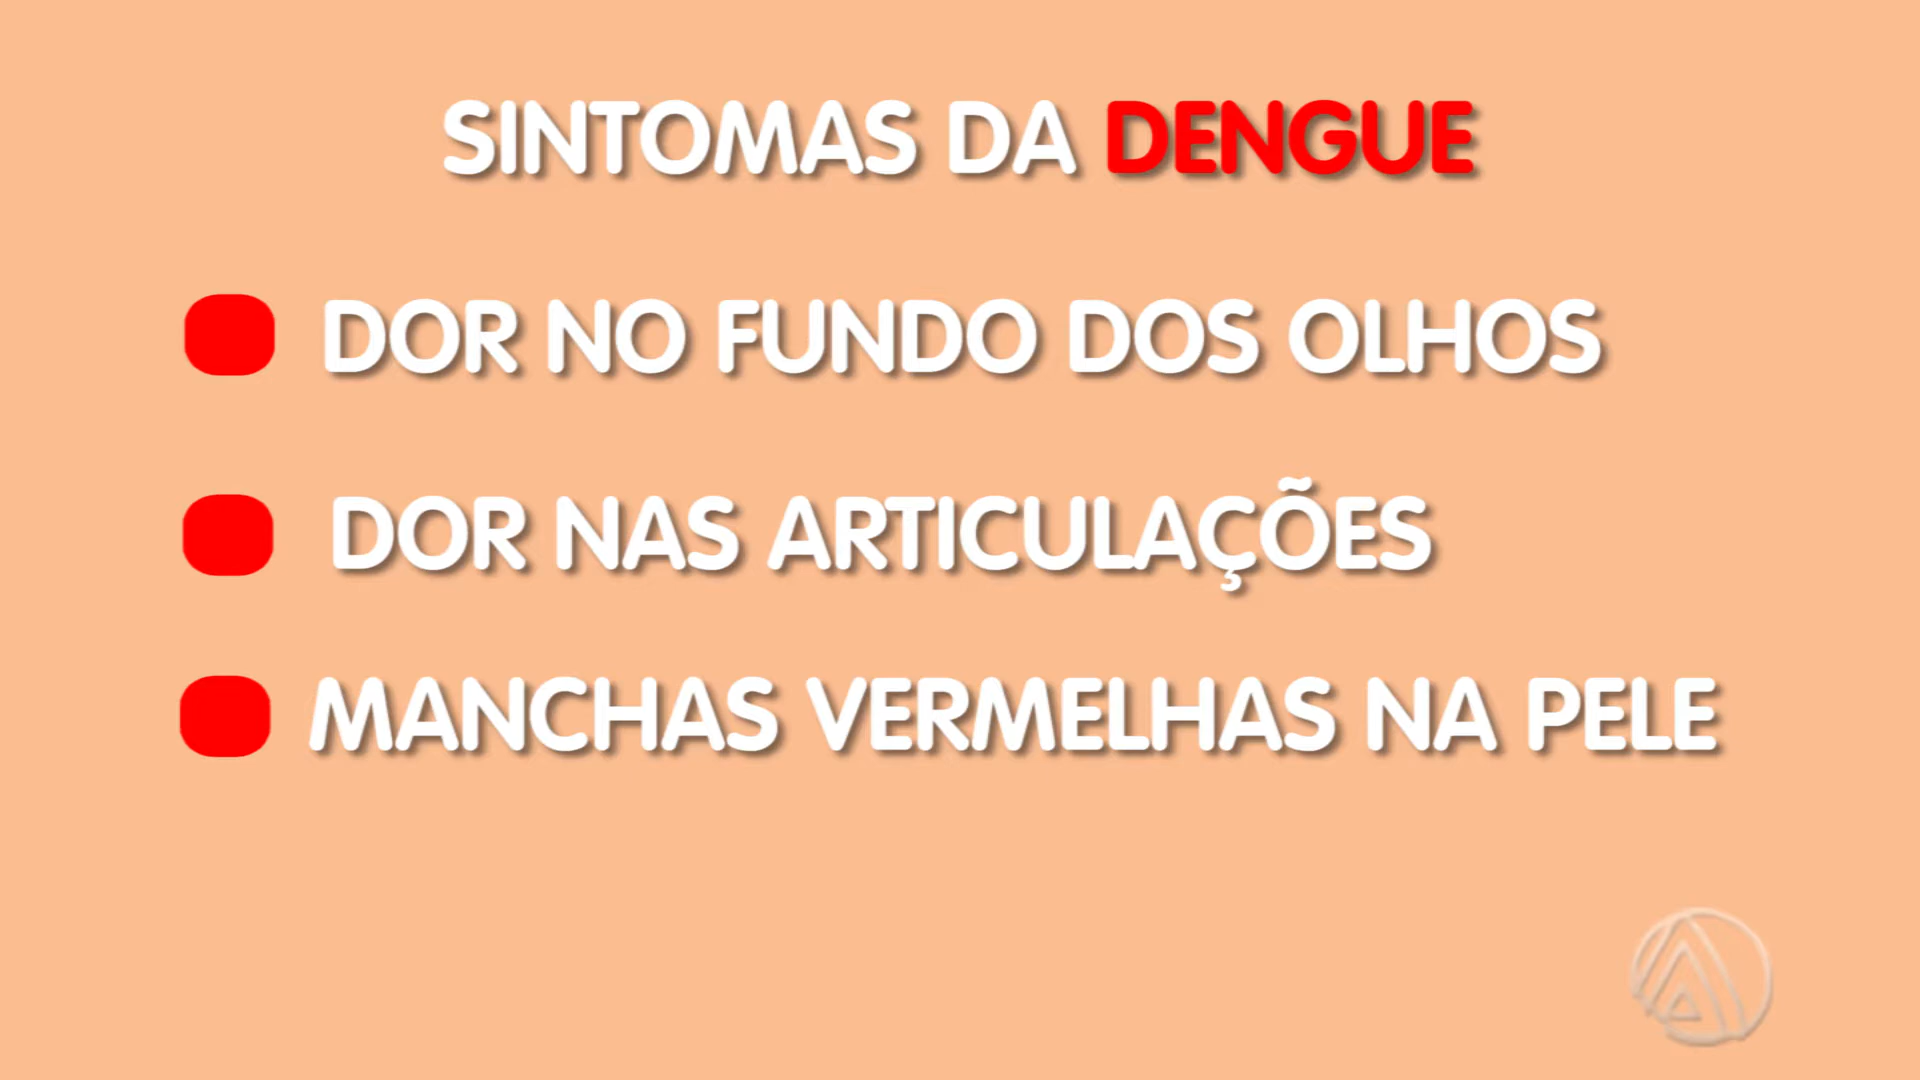 SINTOMAS DA DENGUE
DOR NO FUNDO DOS OLHOS
DOR NAS ARTICULAÇÕES
MANCHAS VERMELHAS NA PELE